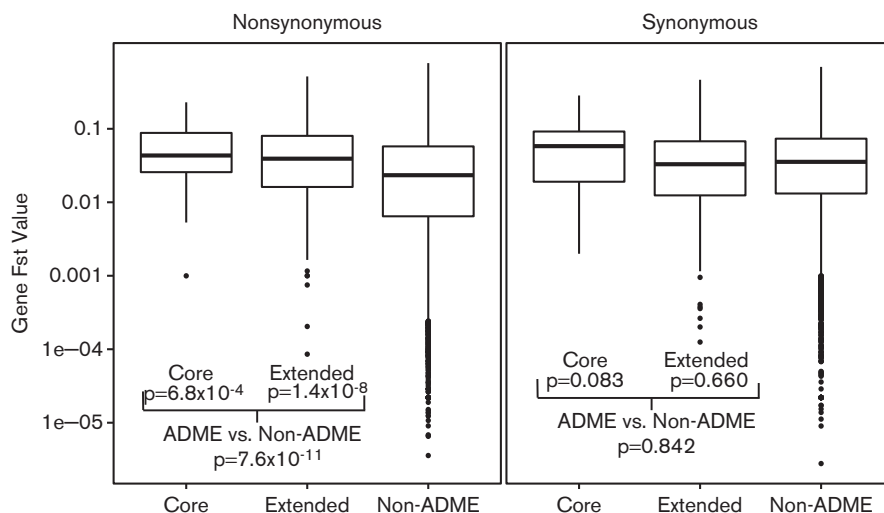 Nonsynonymous
Synonymous
Gene Fst Value
0.1
0.01
0.001
1e−04
1e−05
Core
p=6.8x10-4
Extended
p=1.4x10-8
ADME vs. Non-ADME
p=7.6x10-11
Core
p=0.083
Extended
p=0.660
ADME vs. Non-ADME
p=0.842
Core Extended Non-ADME
Core Extended Non-ADME